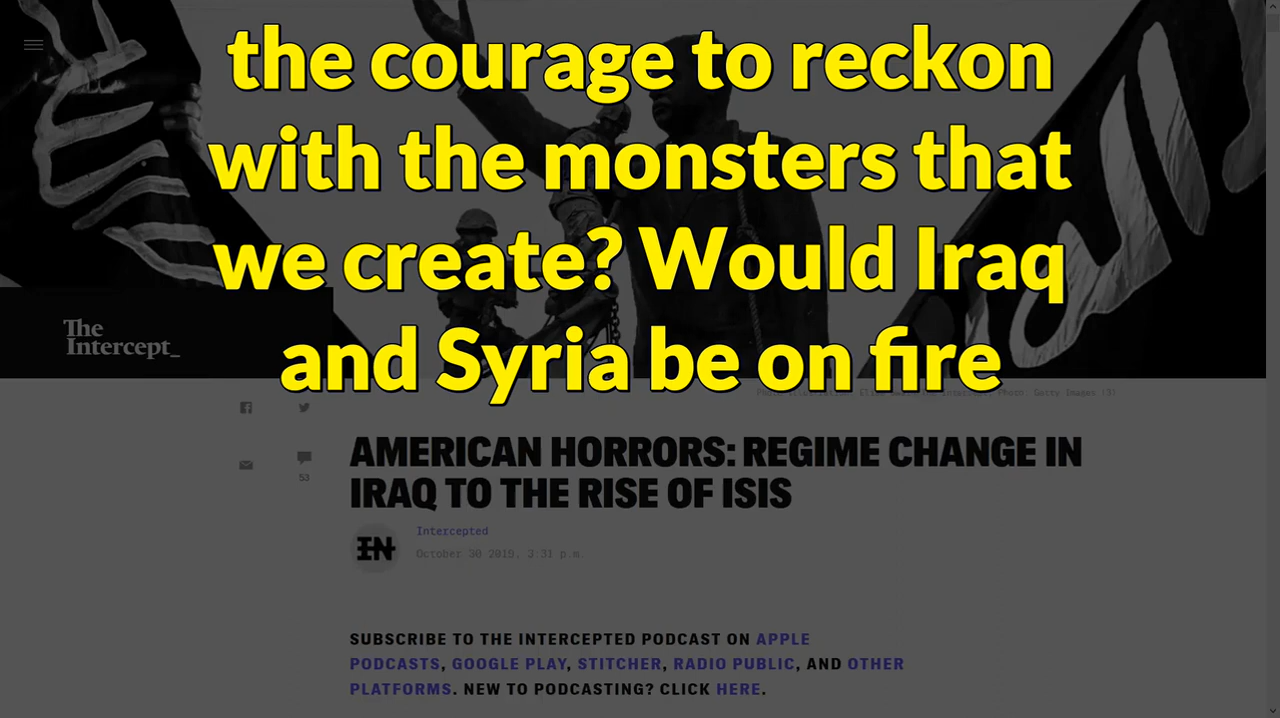 the courage to reckon
with the monsters that
we create? Would Iraq
and Syria be on fire
The
Intercept_
53
AMERICAN HORRORS: REGIME CHANGE IN
IRAQ TO THE RISE OF ISIS
IN
Intercepted
October 30 2019, 3:31 p.m.
SUBSCRIBE TO THE INTERCEPTED PODCAST ON APPLE
PODCASTS, GOOGLE PLAY, STITCHER, RADIO PUBLIC, AND OTHER
PLATFORMS. NEW TO PODCASTING? CLICK HERE.